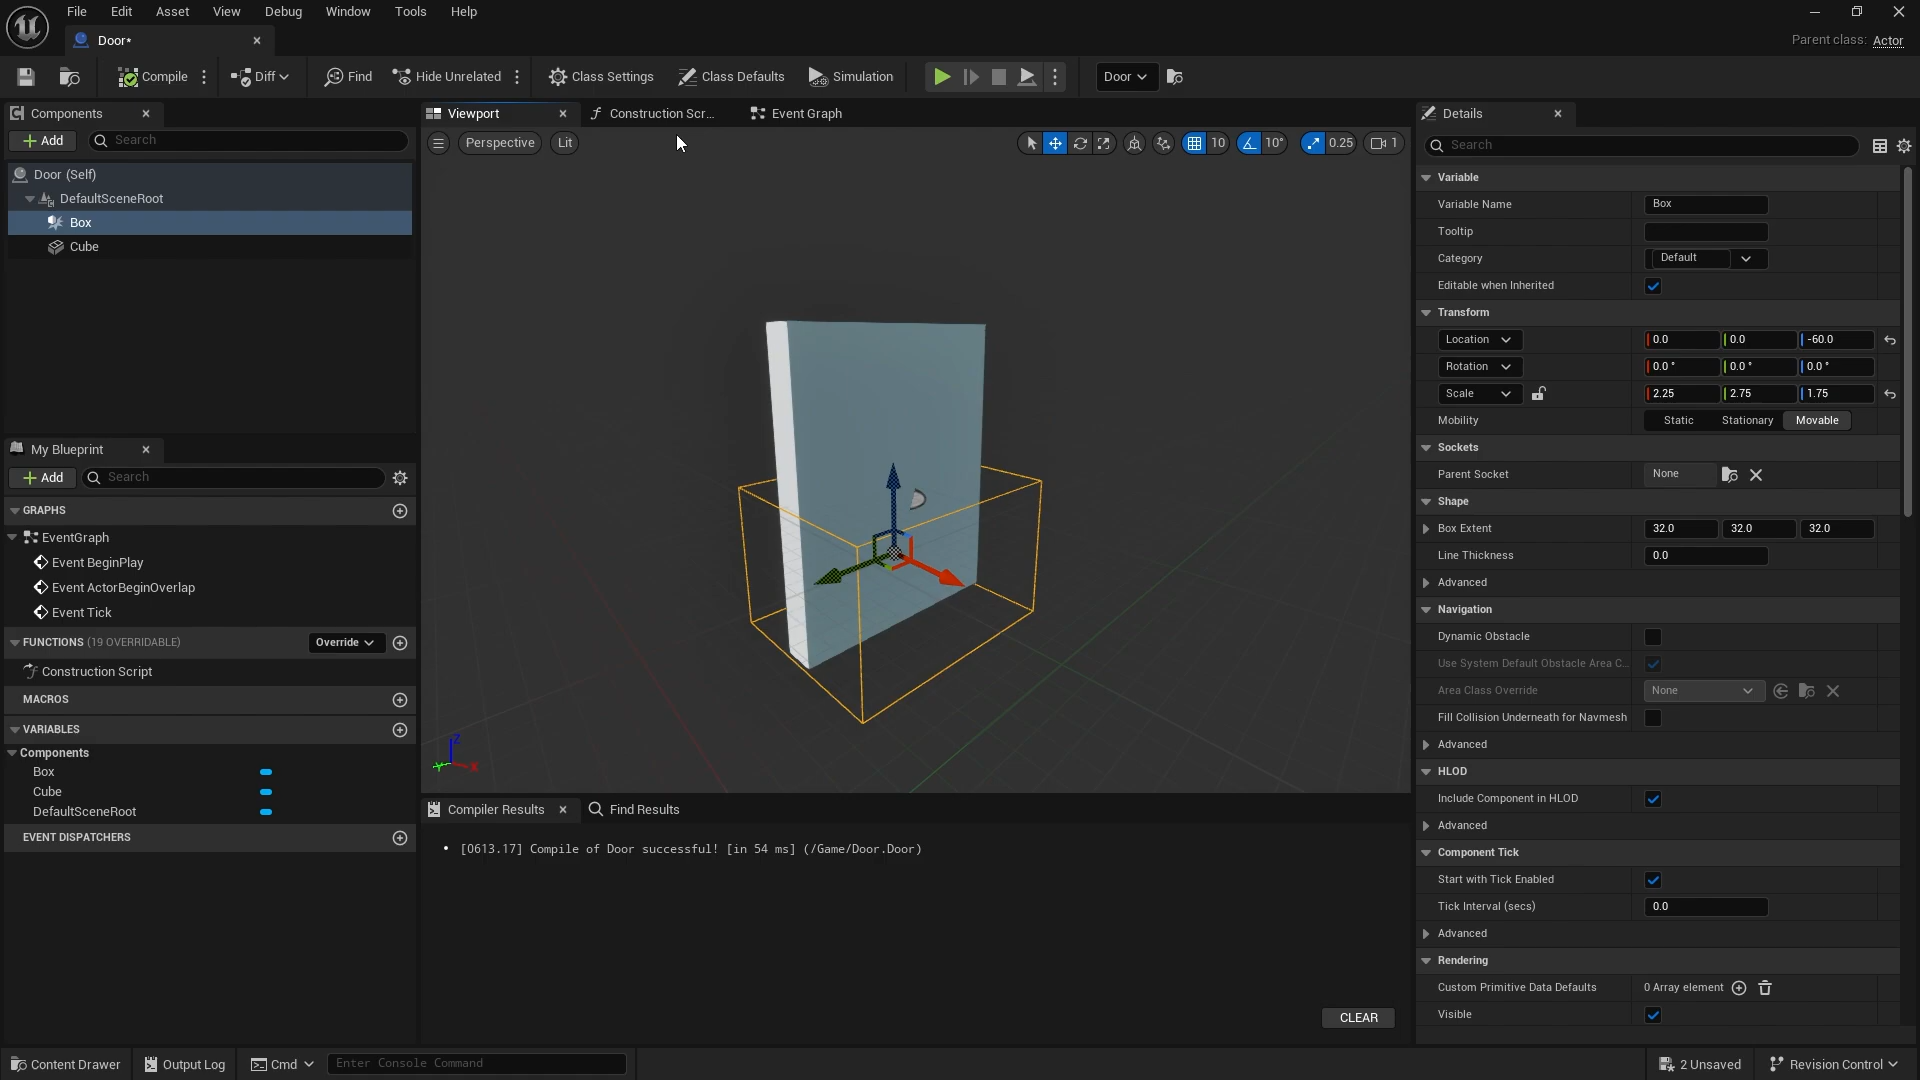 File Edit Asset View Debug Window Tools Help
Door*
Parent class: Actor
Compile Diff Find Hide Unrelated Class Settings Class Defaults Simulation Door
Components
Add Search
Door (Self)
DefaultSceneRoot
Box
Cube
My Blueprint
Add Search
GRAPHS
EventGraph
Event BeginPlay
Event ActorBeginOverlap
Event Tick
FUNCTIONS (19 OVERRIDABLE) Override
Construction Script
MACROS
VARIABLES
Components
Box
Cube
DefaultSceneRoot
EVENT DISPATCHERS
Viewport Construction Scr... Event Graph
Perspective Lit 10 10° 0.25 1
Z
Y
X
Compiler Results Find Results
• [0613.17] Compile of Door successful! [in 54 ms] (/Game/Door.Door)
CLEAR
Details
Search
Variable
Variable Name Box
Tooltip
Category Default
Editable when Inherited
Transform
Location 0.0 0.0 -60.0
Rotation 0.0 ° 0.0 ° 0.0 °
Scale 2.25 2.75 1.75
Mobility Static Stationary Movable
Sockets
Parent Socket None
Shape
Box Extent 32.0 32.0 32.0
Line Thickness 0.0
Advanced
Navigation
Dynamic Obstacle
Use System Default Obstacle Area C...
Area Class Override None
Fill Collision Underneath for Navmesh
Advanced
HLOD
Include Component in HLOD
Advanced
Component Tick
Start with Tick Enabled
Tick Interval (secs) 0.0
Advanced
Rendering
Custom Primitive Data Defaults 0 Array element
Visible
Content Drawer Output Log Cmd Enter Console Command 2 Unsaved Revision Control